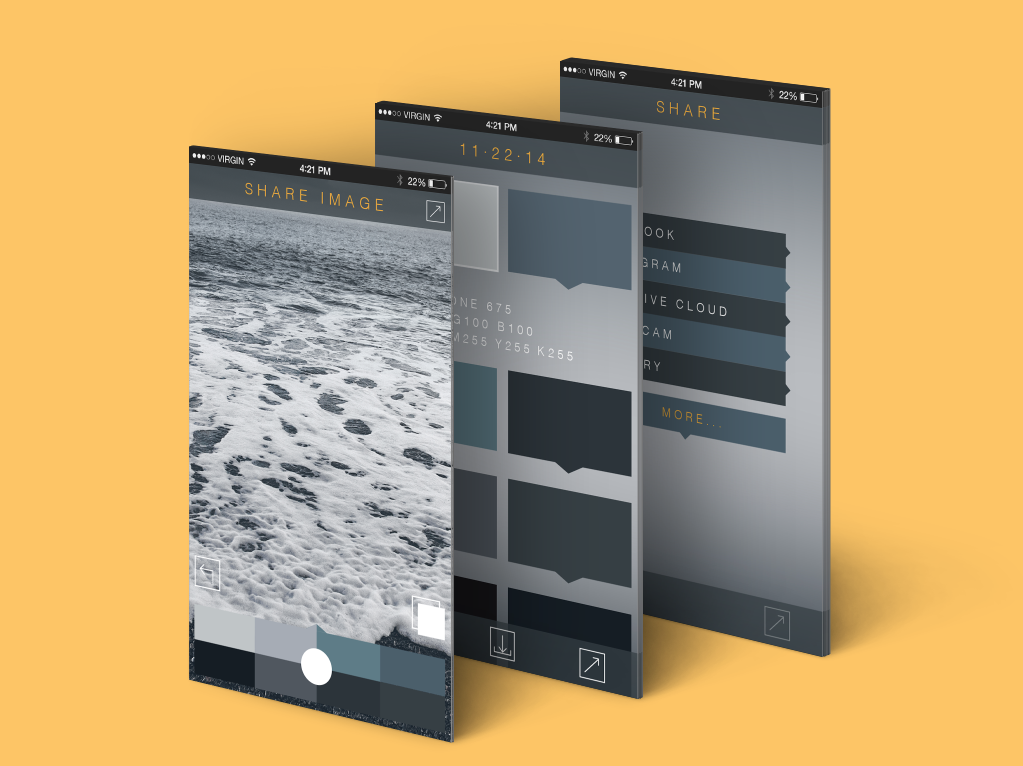 VIRGIN 4:21 PM 22%
SHARE IMAGE
VIRGIN 4:21 PM 22%
11·22·14
ONE 675
G100 B100
M255 Y255 K255
VIRGIN 4:21 PM 22%
SHARE
OOK
GRAM
IVE CLOUD
CAM
RY
MORE...